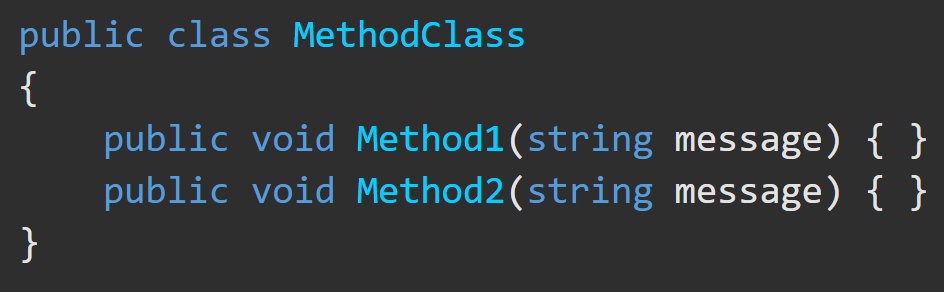 public class MethodClass
{
    public void Method1(string message) { }
    public void Method2(string message) { }
}